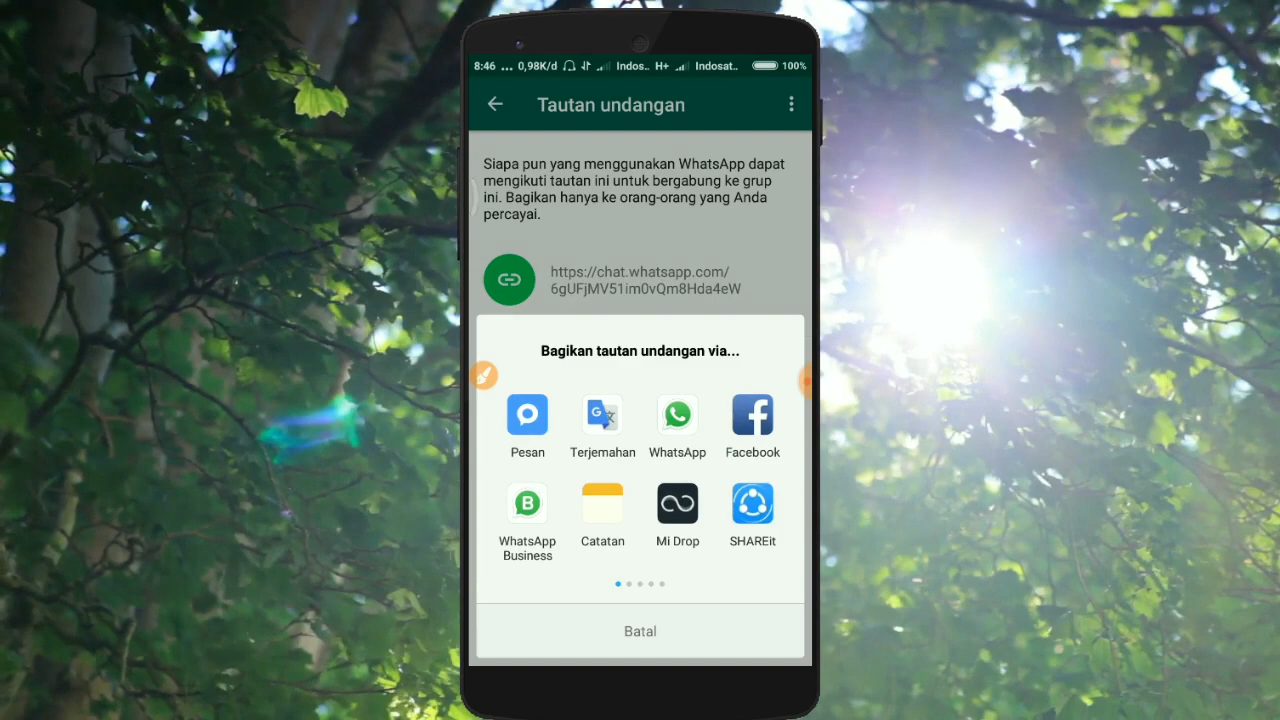 8:46 ... 0,98K/d Indos.. H+ Indosat.. 100%
Tautan undangan
Siapa pun yang menggunakan WhatsApp dapat
mengikuti tautan ini untuk bergabung ke grup
ini. Bagikan hanya ke orang-orang yang Anda
percayai.
https://chat.whatsapp.com/
6gUFjMV51im0vQm8Hda4eW
Bagikan tautan undangan via...
Pesan Terjemahan WhatsApp Facebook
WhatsApp Catatan Mi Drop SHAREit
Business
Batal